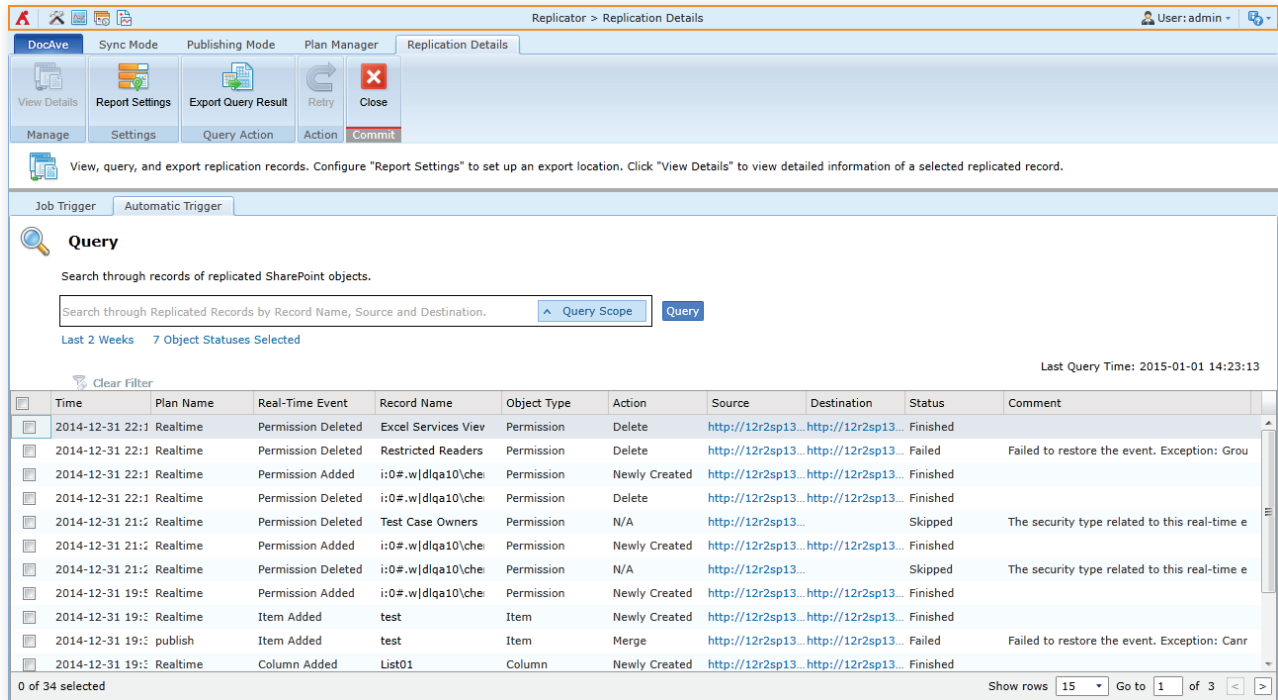 Replicator > Replication Details User: admin
DocAve Sync Mode Publishing Mode Plan Manager Replication Details
View Details Report Settings Export Query Result Retry Close
Manage Settings Query Action Action Commit
View, query, and export replication records. Configure "Report Settings" to set up an export location. Click "View Details" to view detailed information of a selected replicated record.
Job Trigger Automatic Trigger
Query
Search through records of replicated SharePoint objects.
Search through Replicated Records by Record Name, Source and Destination. Query Scope Query
Last 2 Weeks 7 Object Statuses Selected
Last Query Time: 2015-01-01 14:23:13
Clear Filter
Time Plan Name Real-Time Event Record Name Object Type Action Source Destination Status Comment
2014-12-31 22:1 Realtime Permission Deleted Excel Services View Permission Delete http://12r2sp13... http://12r2sp13... Finished
2014-12-31 22:1 Realtime Permission Deleted Restricted Readers Permission Delete http://12r2sp13... http://12r2sp13... Failed Failed to restore the event. Exception: Grou
2014-12-31 22:1 Realtime Permission Added i:0#.w|dlqa10\che Permission Newly Created http://12r2sp13... http://12r2sp13... Finished
2014-12-31 22:1 Realtime Permission Deleted i:0#.w|dlqa10\che Permission Delete http://12r2sp13... http://12r2sp13... Finished
2014-12-31 21:2 Realtime Permission Deleted Test Case Owners Permission N/A http://12r2sp13... Skipped The security type related to this real-time e
2014-12-31 21:2 Realtime Permission Added i:0#.w|dlqa10\che Permission Newly Created http://12r2sp13... http://12r2sp13... Finished
2014-12-31 21:2 Realtime Permission Deleted i:0#.w|dlqa10\che Permission N/A http://12r2sp13... Skipped The security type related to this real-time e
2014-12-31 19:5 Realtime Permission Added i:0#.w|dlqa10\che Permission Newly Created http://12r2sp13... http://12r2sp13... Finished
2014-12-31 19:3 Realtime Item Added test Item Newly Created http://12r2sp13... http://12r2sp13... Finished
2014-12-31 19:3 publish Item Added test Item Merge http://12r2sp13... http://12r2sp13... Failed Failed to restore the event. Exception: Canr
2014-12-31 19:3 Realtime Column Added List01 Column Newly Created http://12r2sp13... http://12r2sp13... Finished
0 of 34 selected Show rows 15 Go to 1 of 3 < >